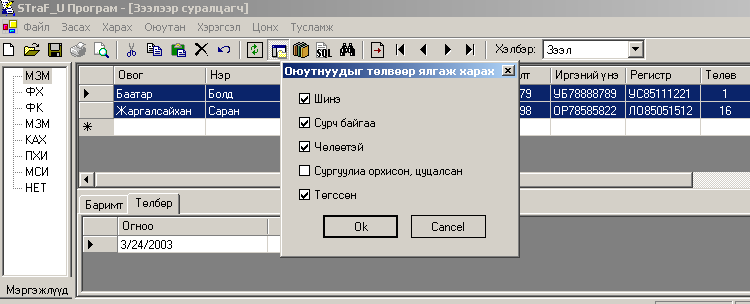 STraF_U Програм - [Зээлээр суралцагч]
Файл Засах Харах Оюутан Хэрэгсэл Цонх Тусламж
SQL Хэлбэр: Зээл
МЗМ
ФХ
ФК
МЗМ
КАХ
ПХИ
МСИ
НЕТ
Мэргэжлүүд
Овог Нэр лт Иргэний үнэ Регистр Төлөв
Баатар Болд 79 УБ78888789 УС85111221 1
Жаргалсайхан Саран 98 ОР78585822 ЛО85051512 16
Оюутнуудыг төлвөөр ялгаж харах
Шинэ
Сурч байгаа
Чөлөөтэй
Сургуулиа орхисон, цуцалсан
Төгссөн
Ok Cancel
Баримт Төлбөр
Огноо
3/24/2003